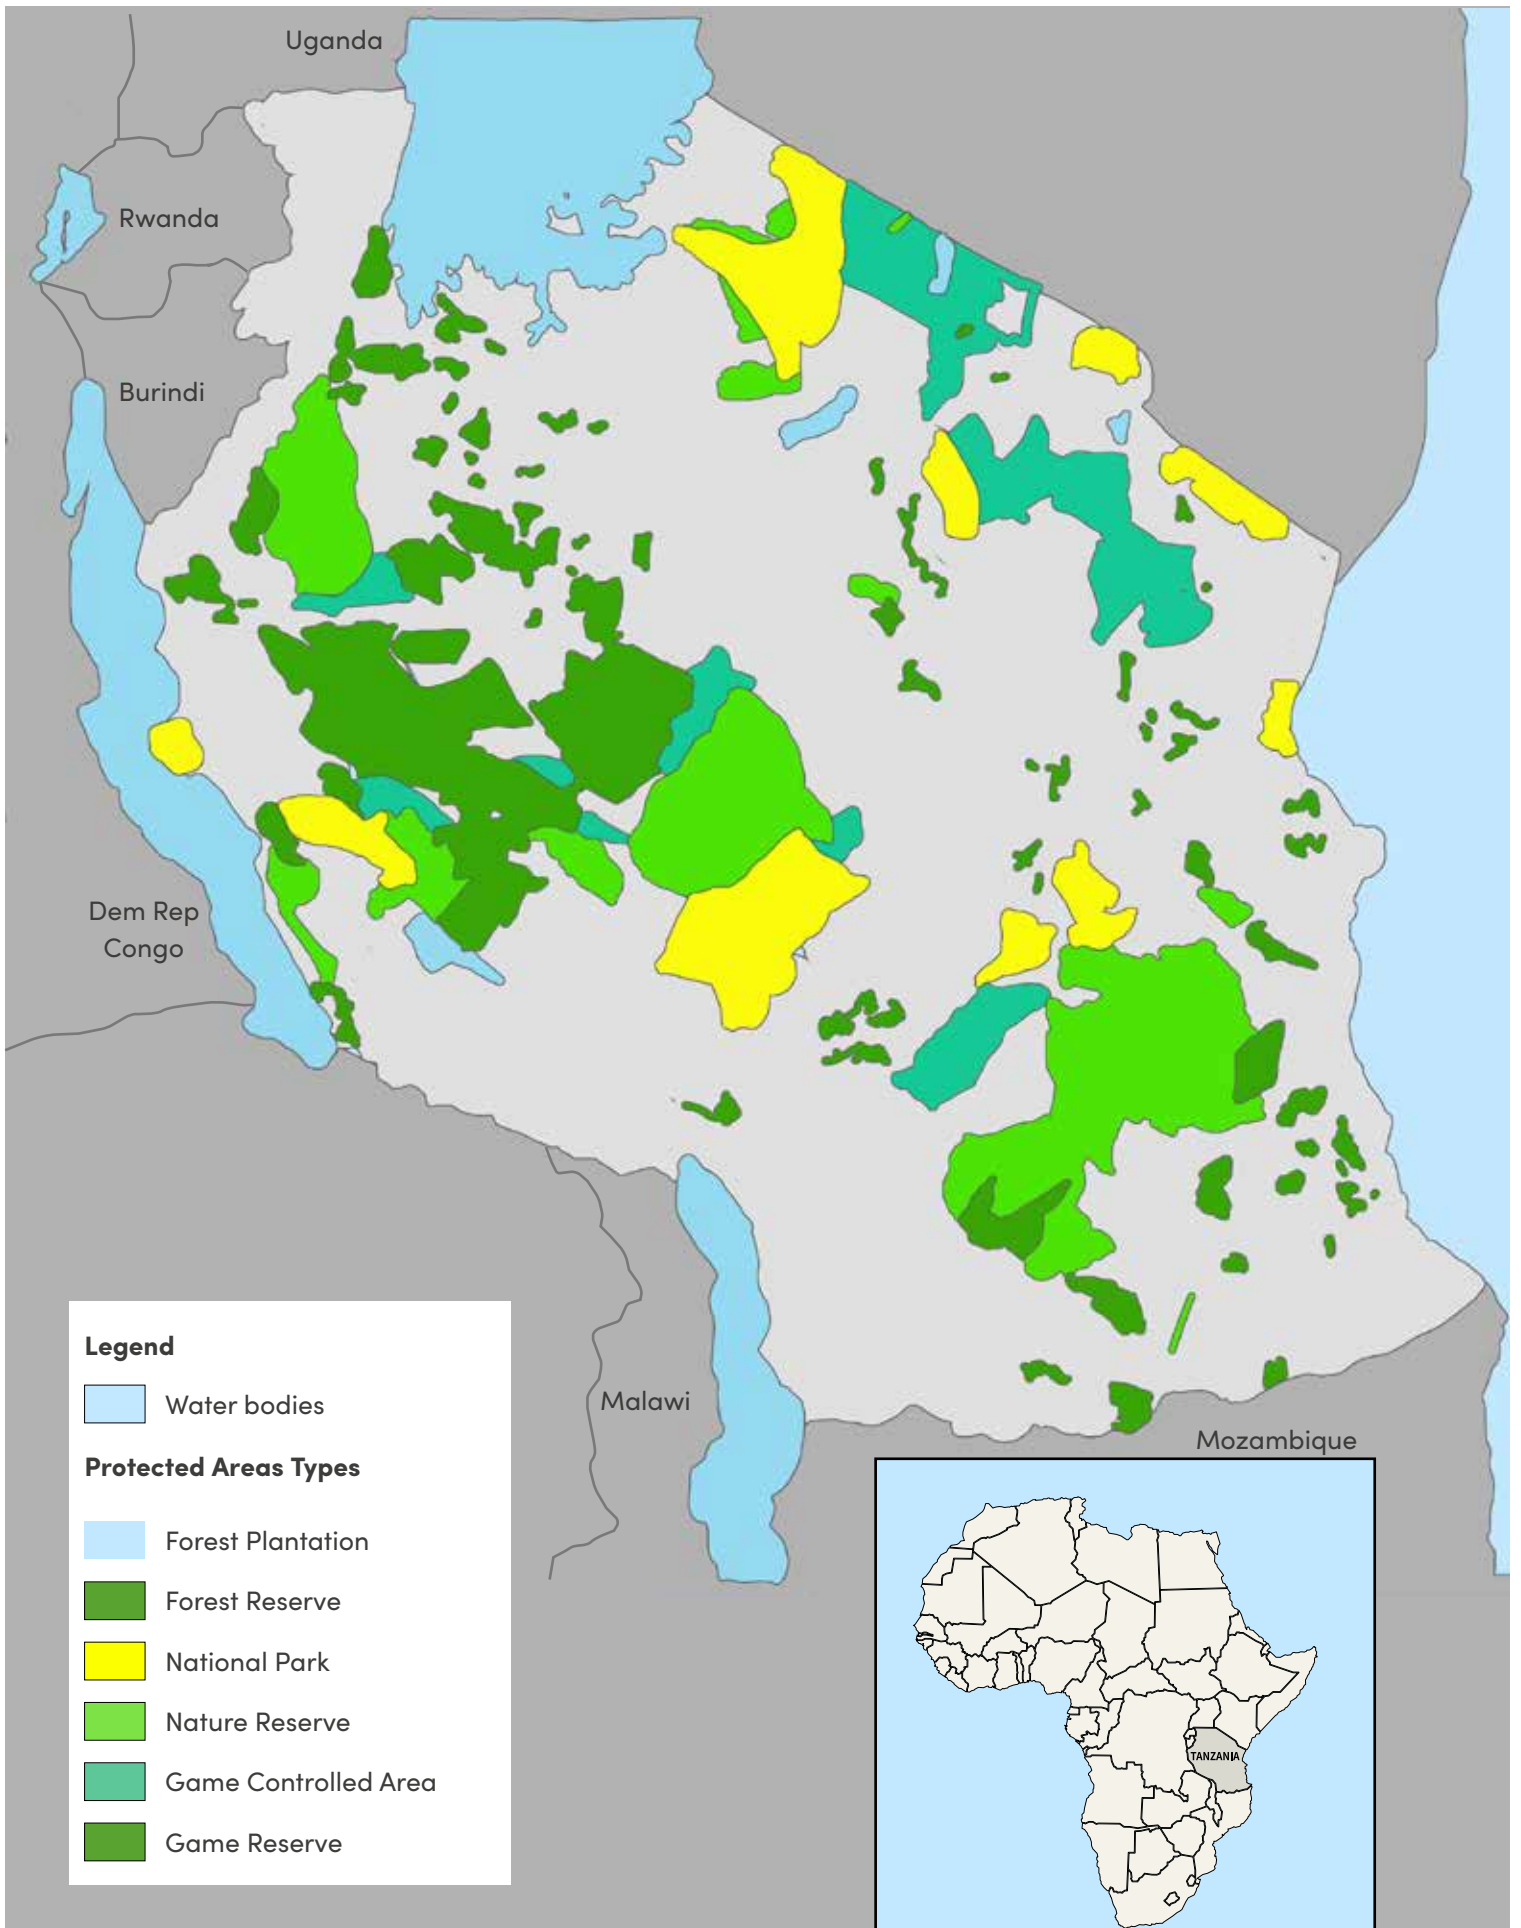 Uganda
Rwanda
Burindi
Dem Rep
Congo
Malawi
Mozambique
Legend
Water bodies
Protected Areas Types
Forest Plantation
Forest Reserve
National Park
Nature Reserve
Game Controlled Area
Game Reserve
TANZANIA